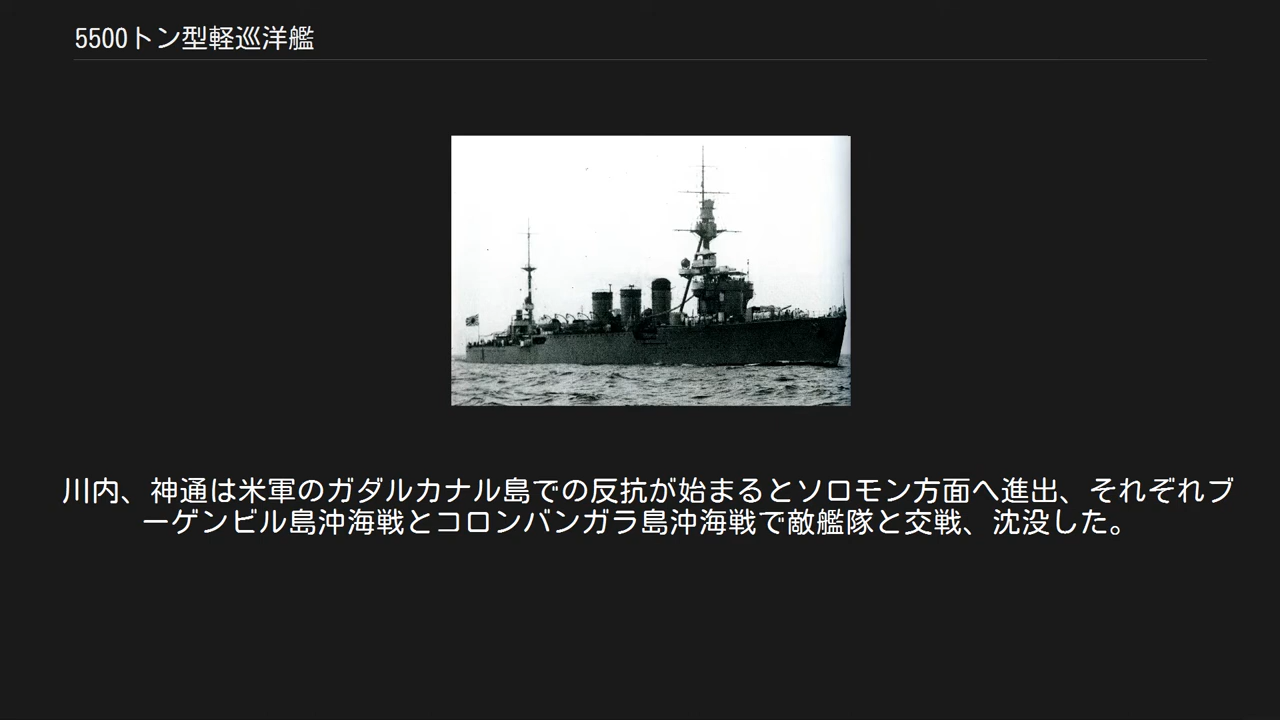 5500トン型軽巡洋艦
川内、神通は米軍のガダルカナル島での反抗が始まるとソロモン方面へ進出、それぞれブ
ーゲンビル島沖海戦とコロンバンガラ島沖海戦で敵艦隊と交戦、沈没した。